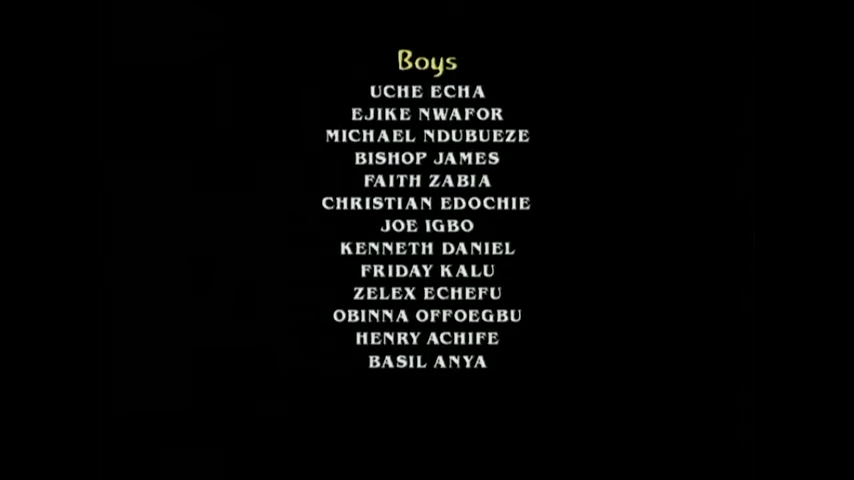 Boys
UCHE ECHA
EJIKE NWAFOR
MICHAEL NDUBUEZE
BISHOP JAMES
FAITH ZABIA
CHRISTIAN EDOCHIE
JOE IGBO
KENNETH DANIEL
FRIDAY KALU
ZELEX ECHEFU
OBINNA OFFOEGBU
HENRY ACHIFE
BASIL ANYA